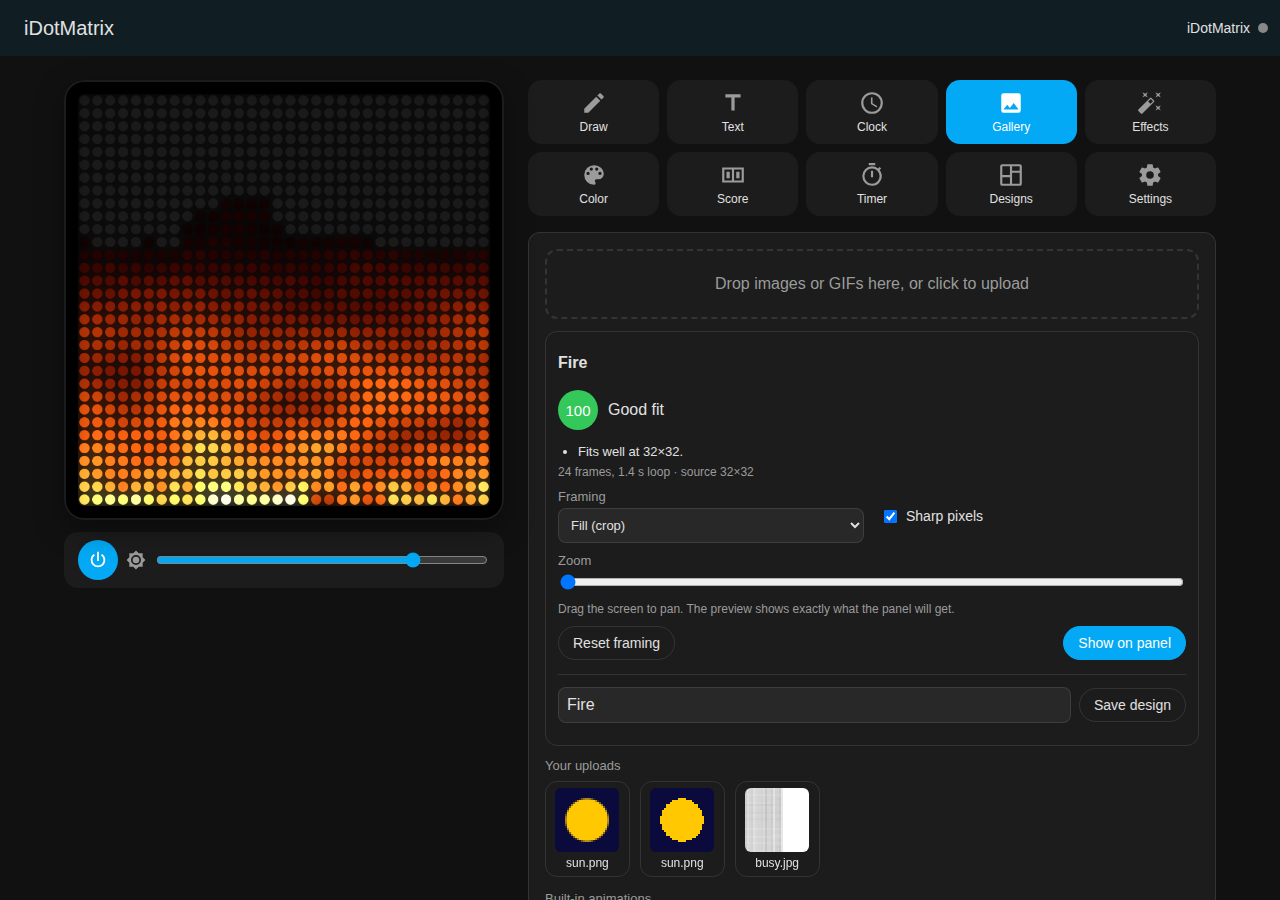 iDotMatrix
iDotMatrix
Draw
Text
Clock
Gallery
Effects
Color
Score
Timer
Designs
Settings
Drop images or GIFs here, or click to upload
Fire
100 Good fit
Fits well at 32×32.
24 frames, 1.4 s loop · source 32×32
Framing
Fill (crop)
Sharp pixels
Zoom
Drag the screen to pan. The preview shows exactly what the panel will get.
Reset framing
Show on panel
Fire
Save design
Your uploads
sun.png
sun.png
busy.jpg
Built-in animations